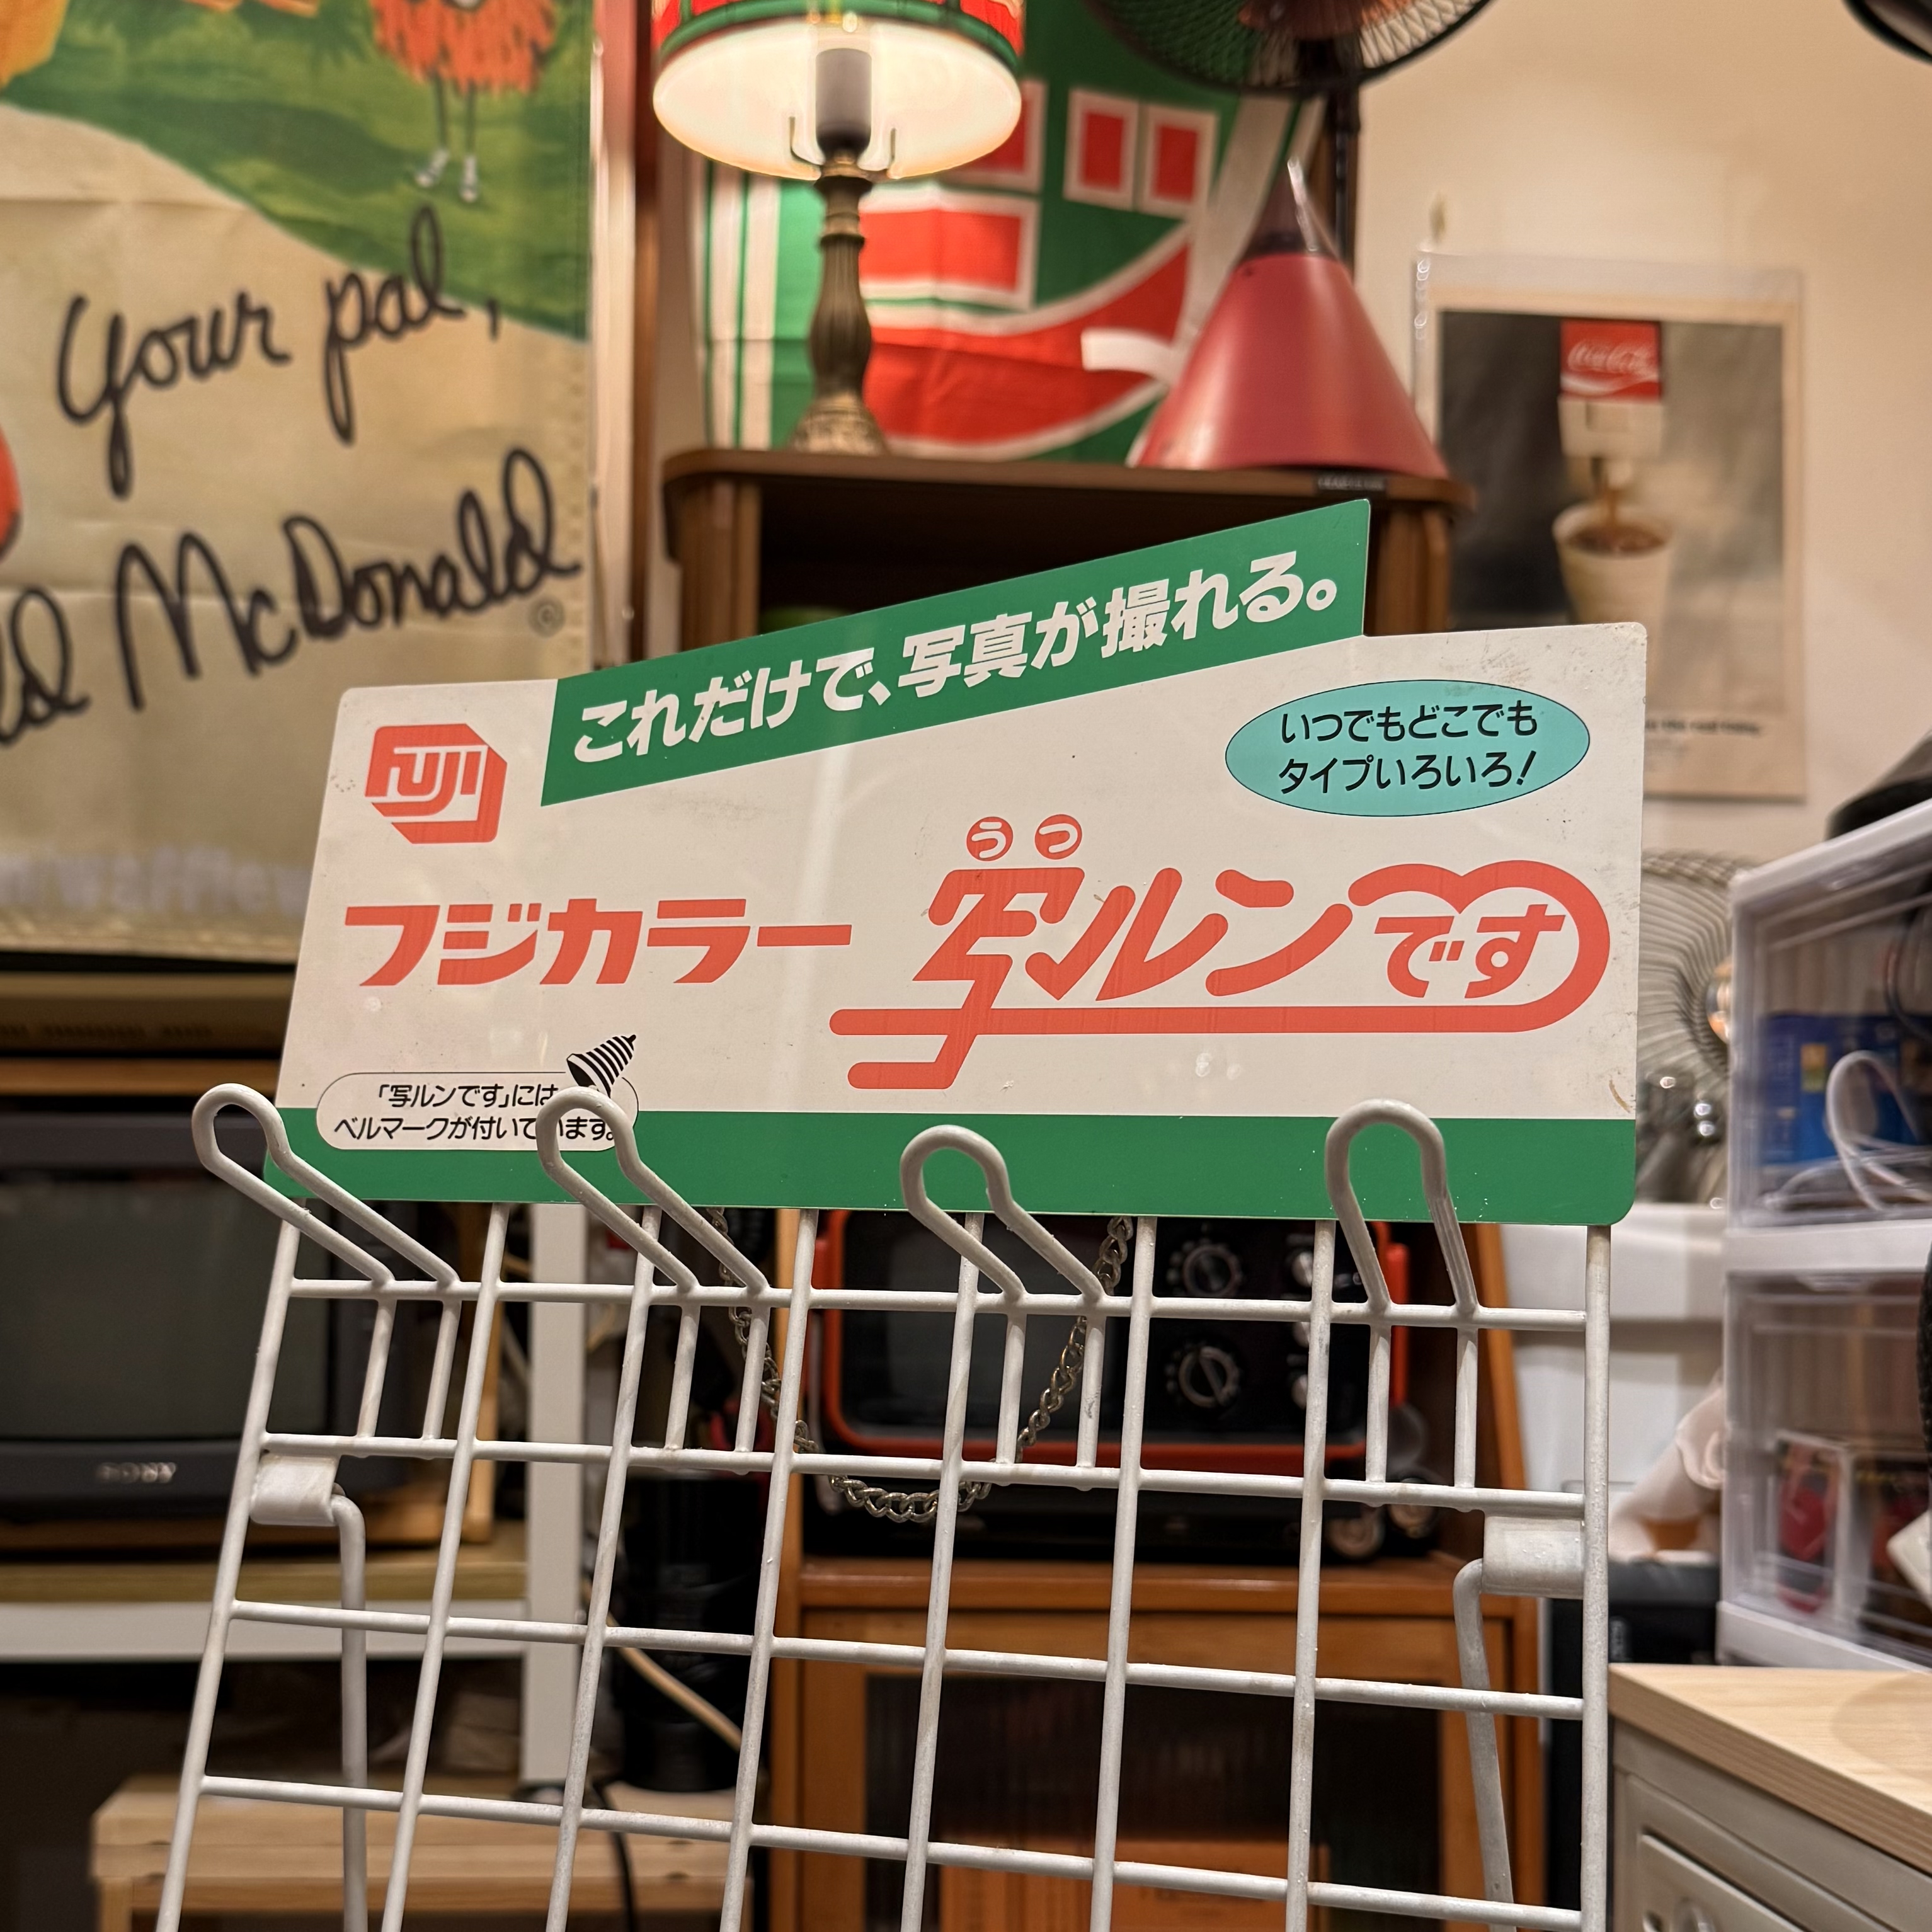 Your pal,
ld McDonald
©
Coca-Cola
これだけで、写真が撮れる。
FUJI
いつでもどこでも
タイプいろいろ!
うつ
フジカラー 写ルンです
「写ルンです」には
ベルマークが付いています。
SONY